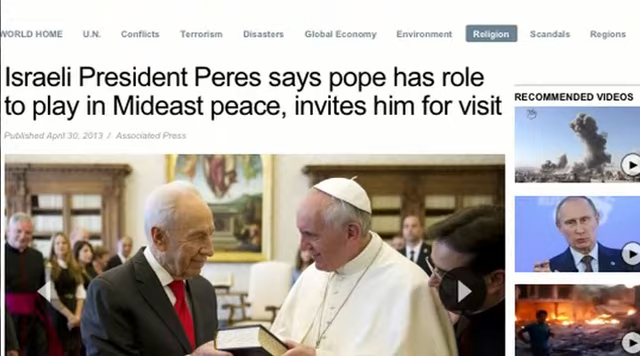 WORLD HOME U.N. Conflicts Terrorism Disasters Global Economy Environment Religion Scandals Regions
Israeli President Peres says pope has role
to play in Mideast peace, invites him for visit
Published April 30, 2013 / Associated Press
RECOMMENDED VIDEOS